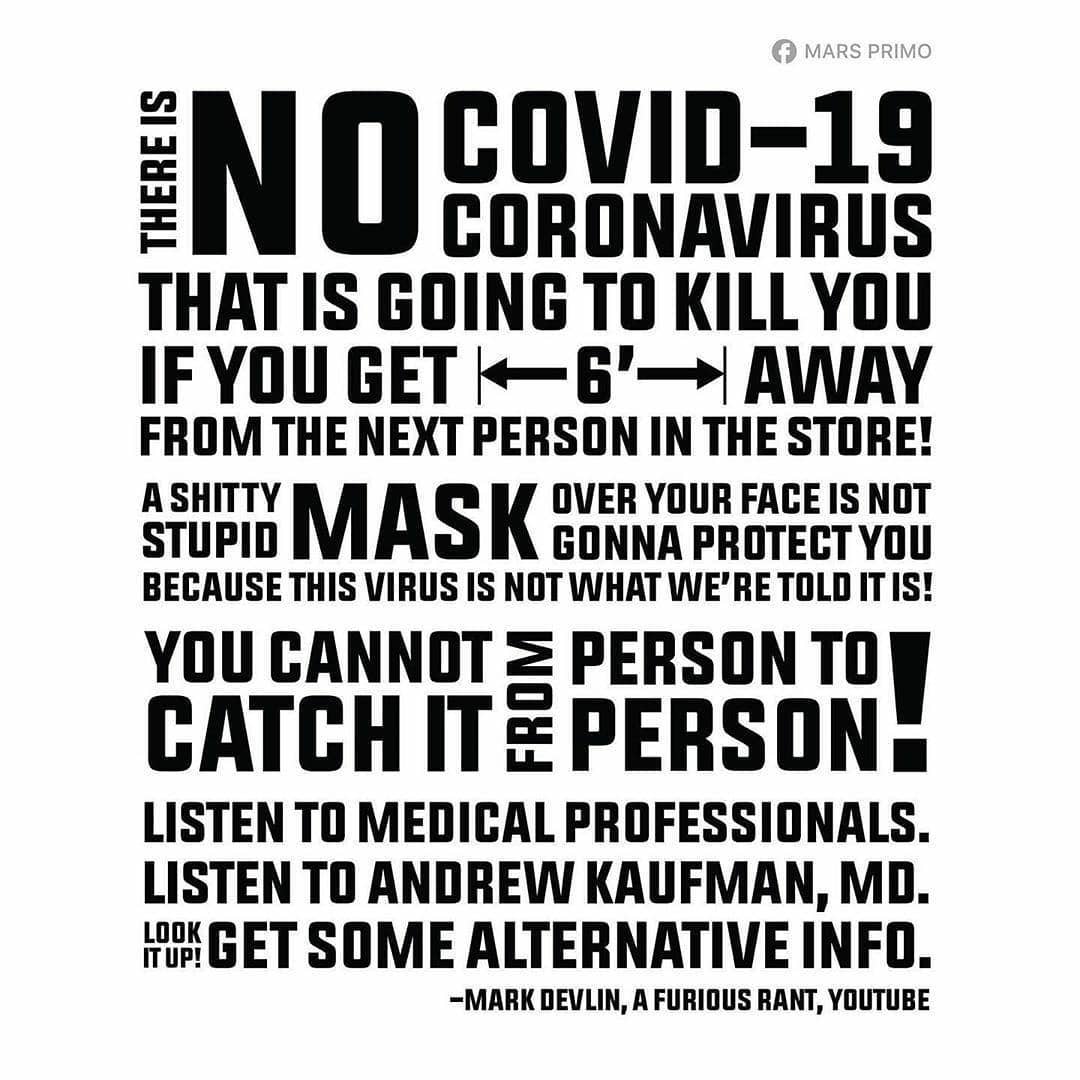 MARS PRIMO
THERE IS NO COVID-19
CORONAVIRUS
THAT IS GOING TO KILL YOU
IF YOU GET 6' AWAY
FROM THE NEXT PERSON IN THE STORE!
A SHITTY STUPID MASK OVER YOUR FACE IS NOT
GONNA PROTECT YOU
BECAUSE THIS VIRUS IS NOT WHAT WE'RE TOLD IT IS!
YOU CANNOT
CATCH IT
FROM
PERSON TO
PERSON!
LISTEN TO MEDICAL PROFESSIONALS.
LISTEN TO ANDREW KAUFMAN, MD.
LOOK IT UP! GET SOME ALTERNATIVE INFO.
-MARK DEVLIN, A FURIOUS RANT, YOUTUBE